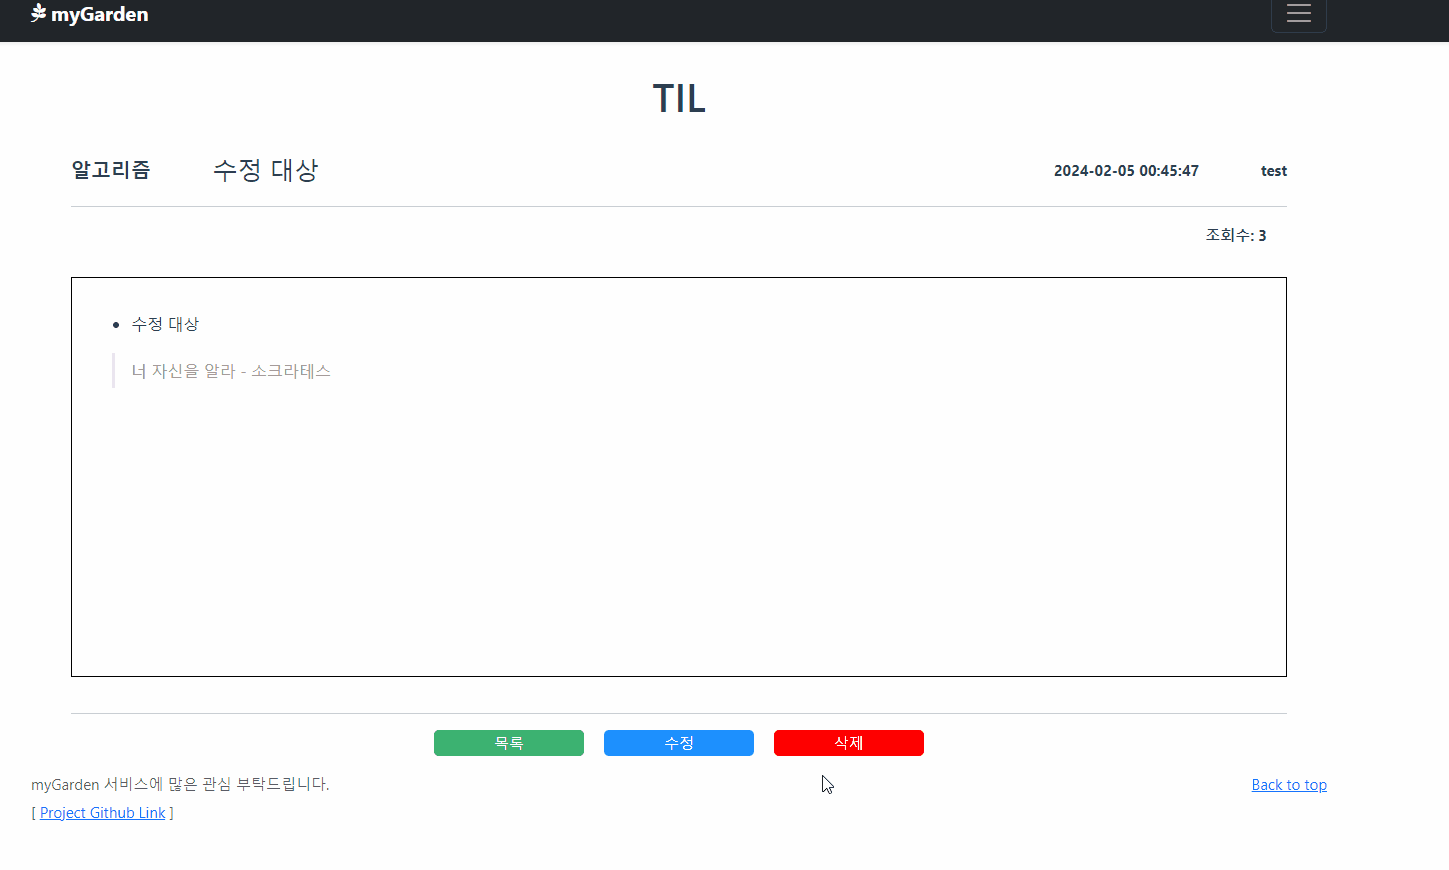 myGarden
TIL
알고리즘 수정 대상 2024-02-05 00:45:47 test
조회수: 3
수정 대상
너 자신을 알라 - 소크라테스
목록 수정 삭제
myGarden 서비스에 많은 관심 부탁드립니다. Back to top
[ Project Github Link ]